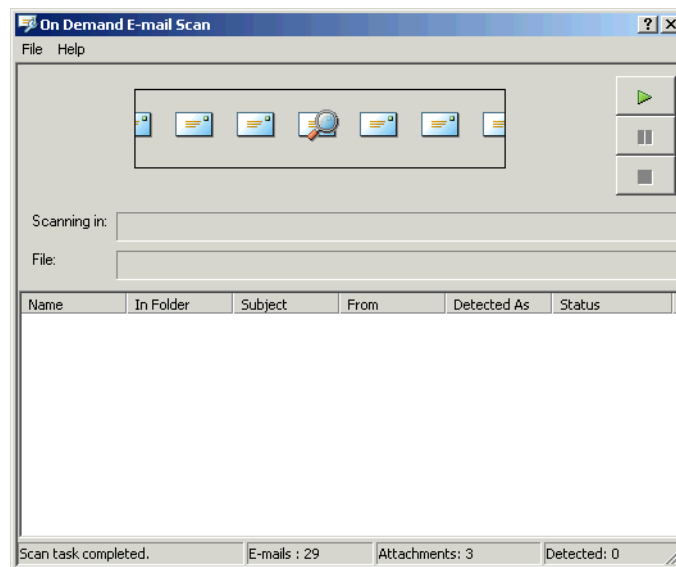 On Demand E-mail Scan
File Help
Scanning in:
File:
Name In Folder Subject From Detected As Status
Scan task completed. E-mails : 29 Attachments: 3 Detected: 0